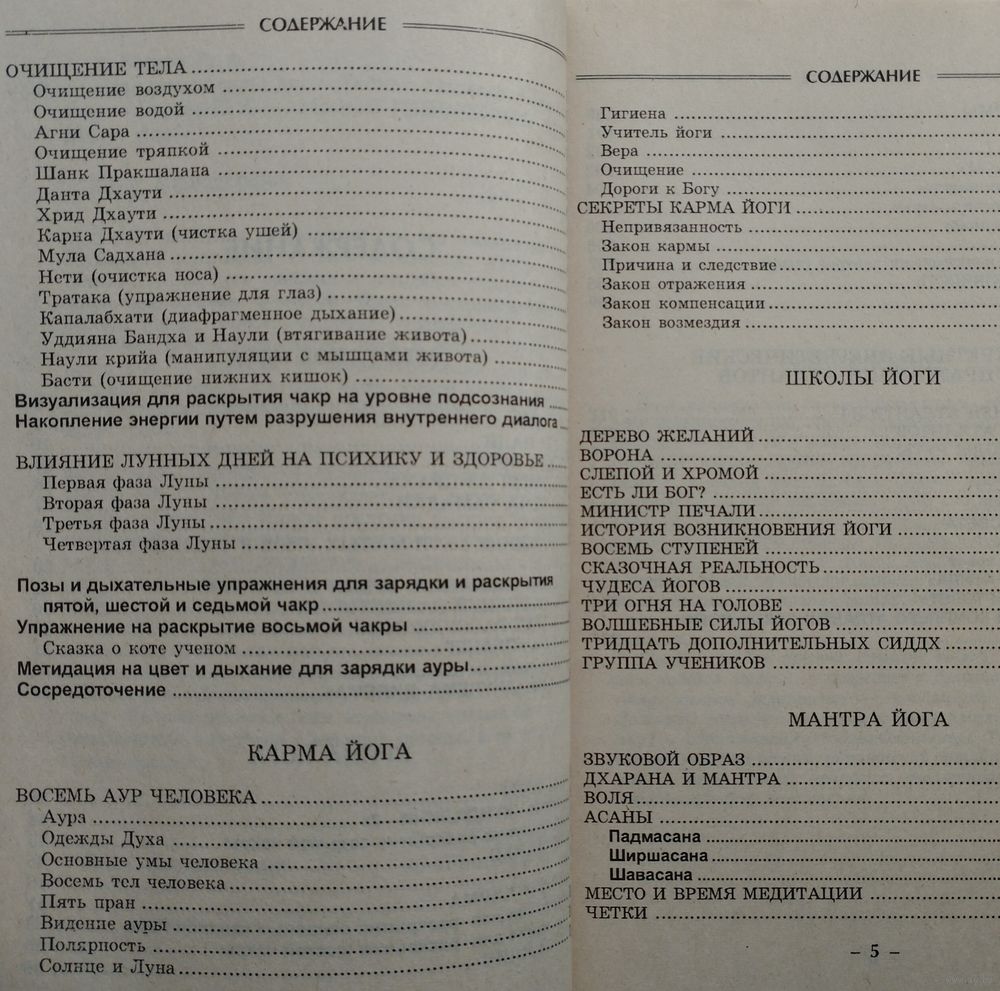 СОДЕРЖАНИЕ
ОЧИЩЕНИЕ ТЕЛА
Очищение воздухом
Очищение водой
Агни Сара
Очищение тряпкой
Шанк Пракшалана
Данта Дхаути
Хрид Дхаути
Карна Дхаути (чистка ушей)
Мула Садхана
Нети (очистка носа)
Тратака (упражнение для глаз)
Капалабхати (диафрагменное дыхание)
Уддияна Бандха и Наули (втягивание живота)
Наули крийа (манипуляции с мышцами живота)
Басти (очищение нижних кишок)
Визуализация для раскрытия чакр на уровне подсознания
Накопление энергии путем разрушения внутреннего диалога
ВЛИЯНИЕ ЛУННЫХ ДНЕЙ НА ПСИХИКУ И ЗДОРОВЬЕ
Первая фаза Луны
Вторая фаза Луны
Третья фаза Луны
Четвертая фаза Луны
Позы и дыхательные упражнения для зарядки и раскрытия
пятой, шестой и седьмой чакр
Упражнение на раскрытие восьмой чакры
Сказка о коте ученом
Метидация на цвет и дыхание для зарядки ауры
Сосредоточение
КАРМА ЙОГА
ВОСЕМЬ АУР ЧЕЛОВЕКА
Аура
Одежды Духа
Основные умы человека
Восемь тел человека
Пять пран
Видение ауры
Полярность
Солнце и Луна
СОДЕРЖАНИЕ
Гигиена
Учитель йоги
Вера
Очищение
Дороги к Богу
СЕКРЕТЫ КАРМА ЙОГИ
Непривязанность
Закон кармы
Причина и следствие
Закон отражения
Закон компенсации
Закон возмездия
ШКОЛЫ ЙОГИ
ДЕРЕВО ЖЕЛАНИЙ
ВОРОНА
СЛЕПОЙ И ХРОМОЙ
ЕСТЬ ЛИ БОГ?
МИНИСТР ПЕЧАЛИ
ИСТОРИЯ ВОЗНИКНОВЕНИЯ ЙОГИ
ВОСЕМЬ СТУПЕНЕЙ
СКАЗОЧНАЯ РЕАЛЬНОСТЬ
ЧУДЕСА ЙОГОВ
ТРИ ОГНЯ НА ГОЛОВЕ
ВОЛШЕБНЫЕ СИЛЫ ЙОГОВ
ТРИДЦАТЬ ДОПОЛНИТЕЛЬНЫХ СИДДХ
ГРУППА УЧЕНИКОВ
МАНТРА ЙОГА
ЗВУКОВОЙ ОБРАЗ
ДХАРАНА И МАНТРА
ВОЛЯ
АСАНЫ
Падмасана
Ширшасана
Шавасана
МЕСТО И ВРЕМЯ МЕДИТАЦИИ
ЧЕТКИ
– 5 –